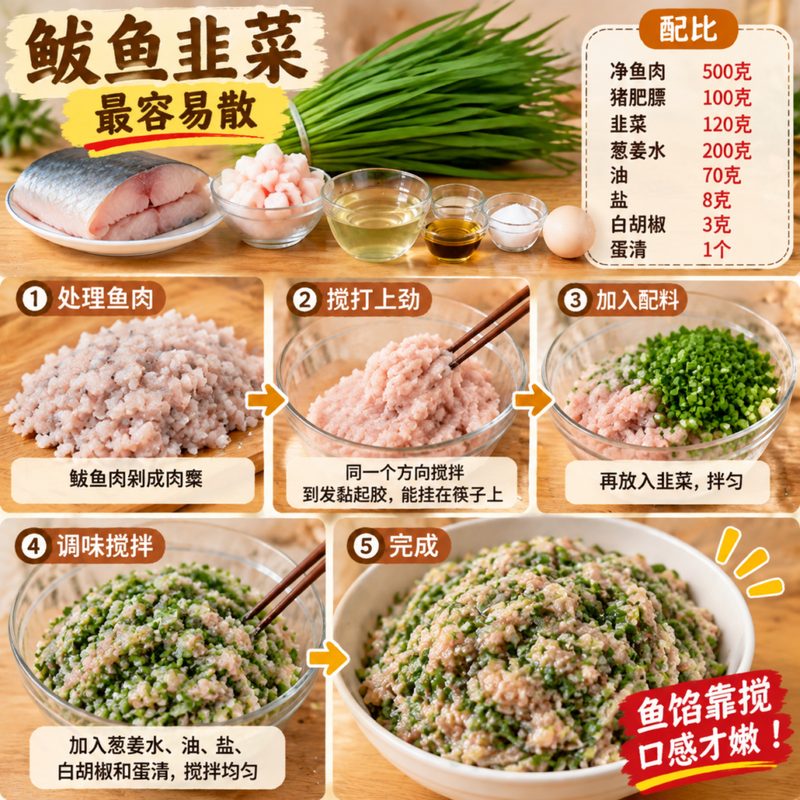 鲅鱼韭菜
最容易散
配比
净鱼肉 500克
猪肥膘 100克
韭菜 120克
葱姜水 200克
油 70克
盐 8克
白胡椒 3克
蛋清 1个
1 处理鱼肉
鲅鱼肉剁成肉糜
2 搅打上劲
同一个方向搅拌
到发黏起胶，能挂在筷子上
3 加入配料
再放入韭菜，拌匀
4 调味搅拌
加入葱姜水、油、盐、
白胡椒和蛋清，搅拌均匀
5 完成
鱼馅靠搅
口感才嫩！